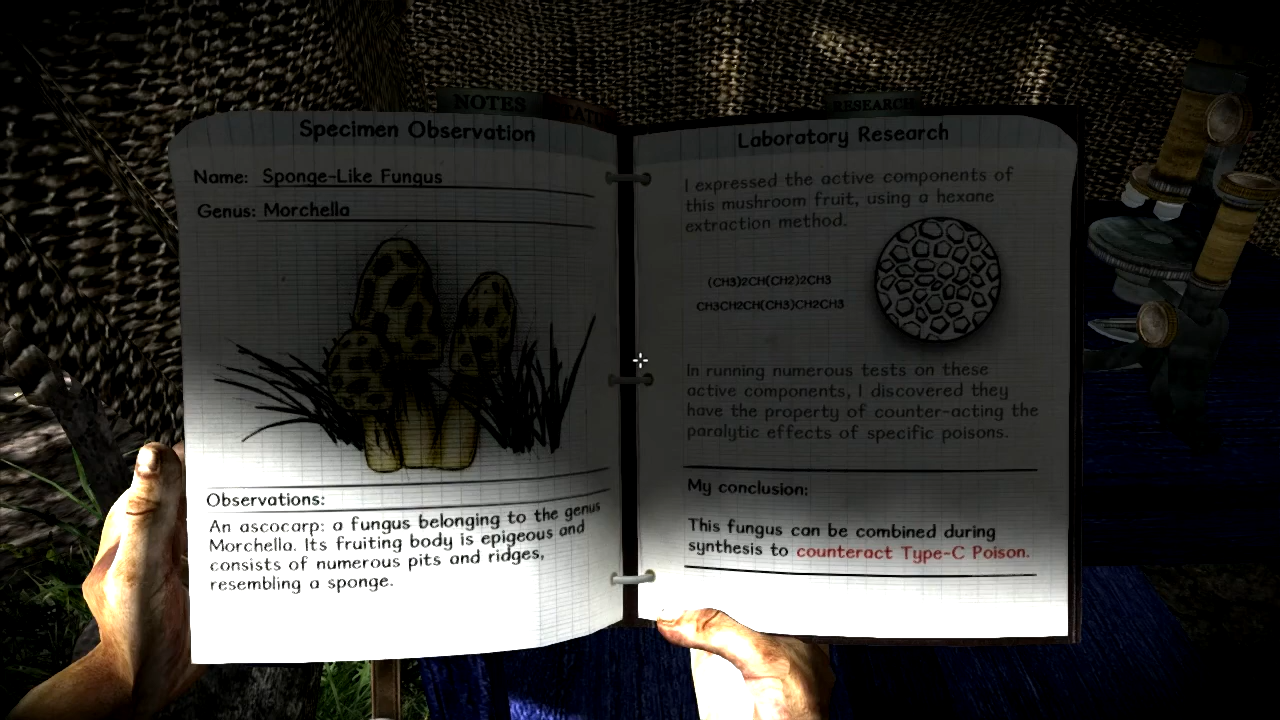 NOTES
RESEARCH
Specimen Observation
Name: Sponge-Like Fungus
Genus: Morchella
Observations:
An ascocarp: a fungus belonging to the genus
Morchella. Its fruiting body is epigeous and
consists of numerous pits and ridges,
resembling a sponge.
Laboratory Research
I expressed the active components of
this mushroom fruit, using a hexane
extraction method.
(CH3)2CH(CH2)2CH3
CH3CH2CH(CH3)CH2CH3
In running numerous tests on these
active components, I discovered they
have the property of counter-acting the
paralytic effects of specific poisons.
My conclusion:
This fungus can be combined during
synthesis to counteract Type-C Poison.